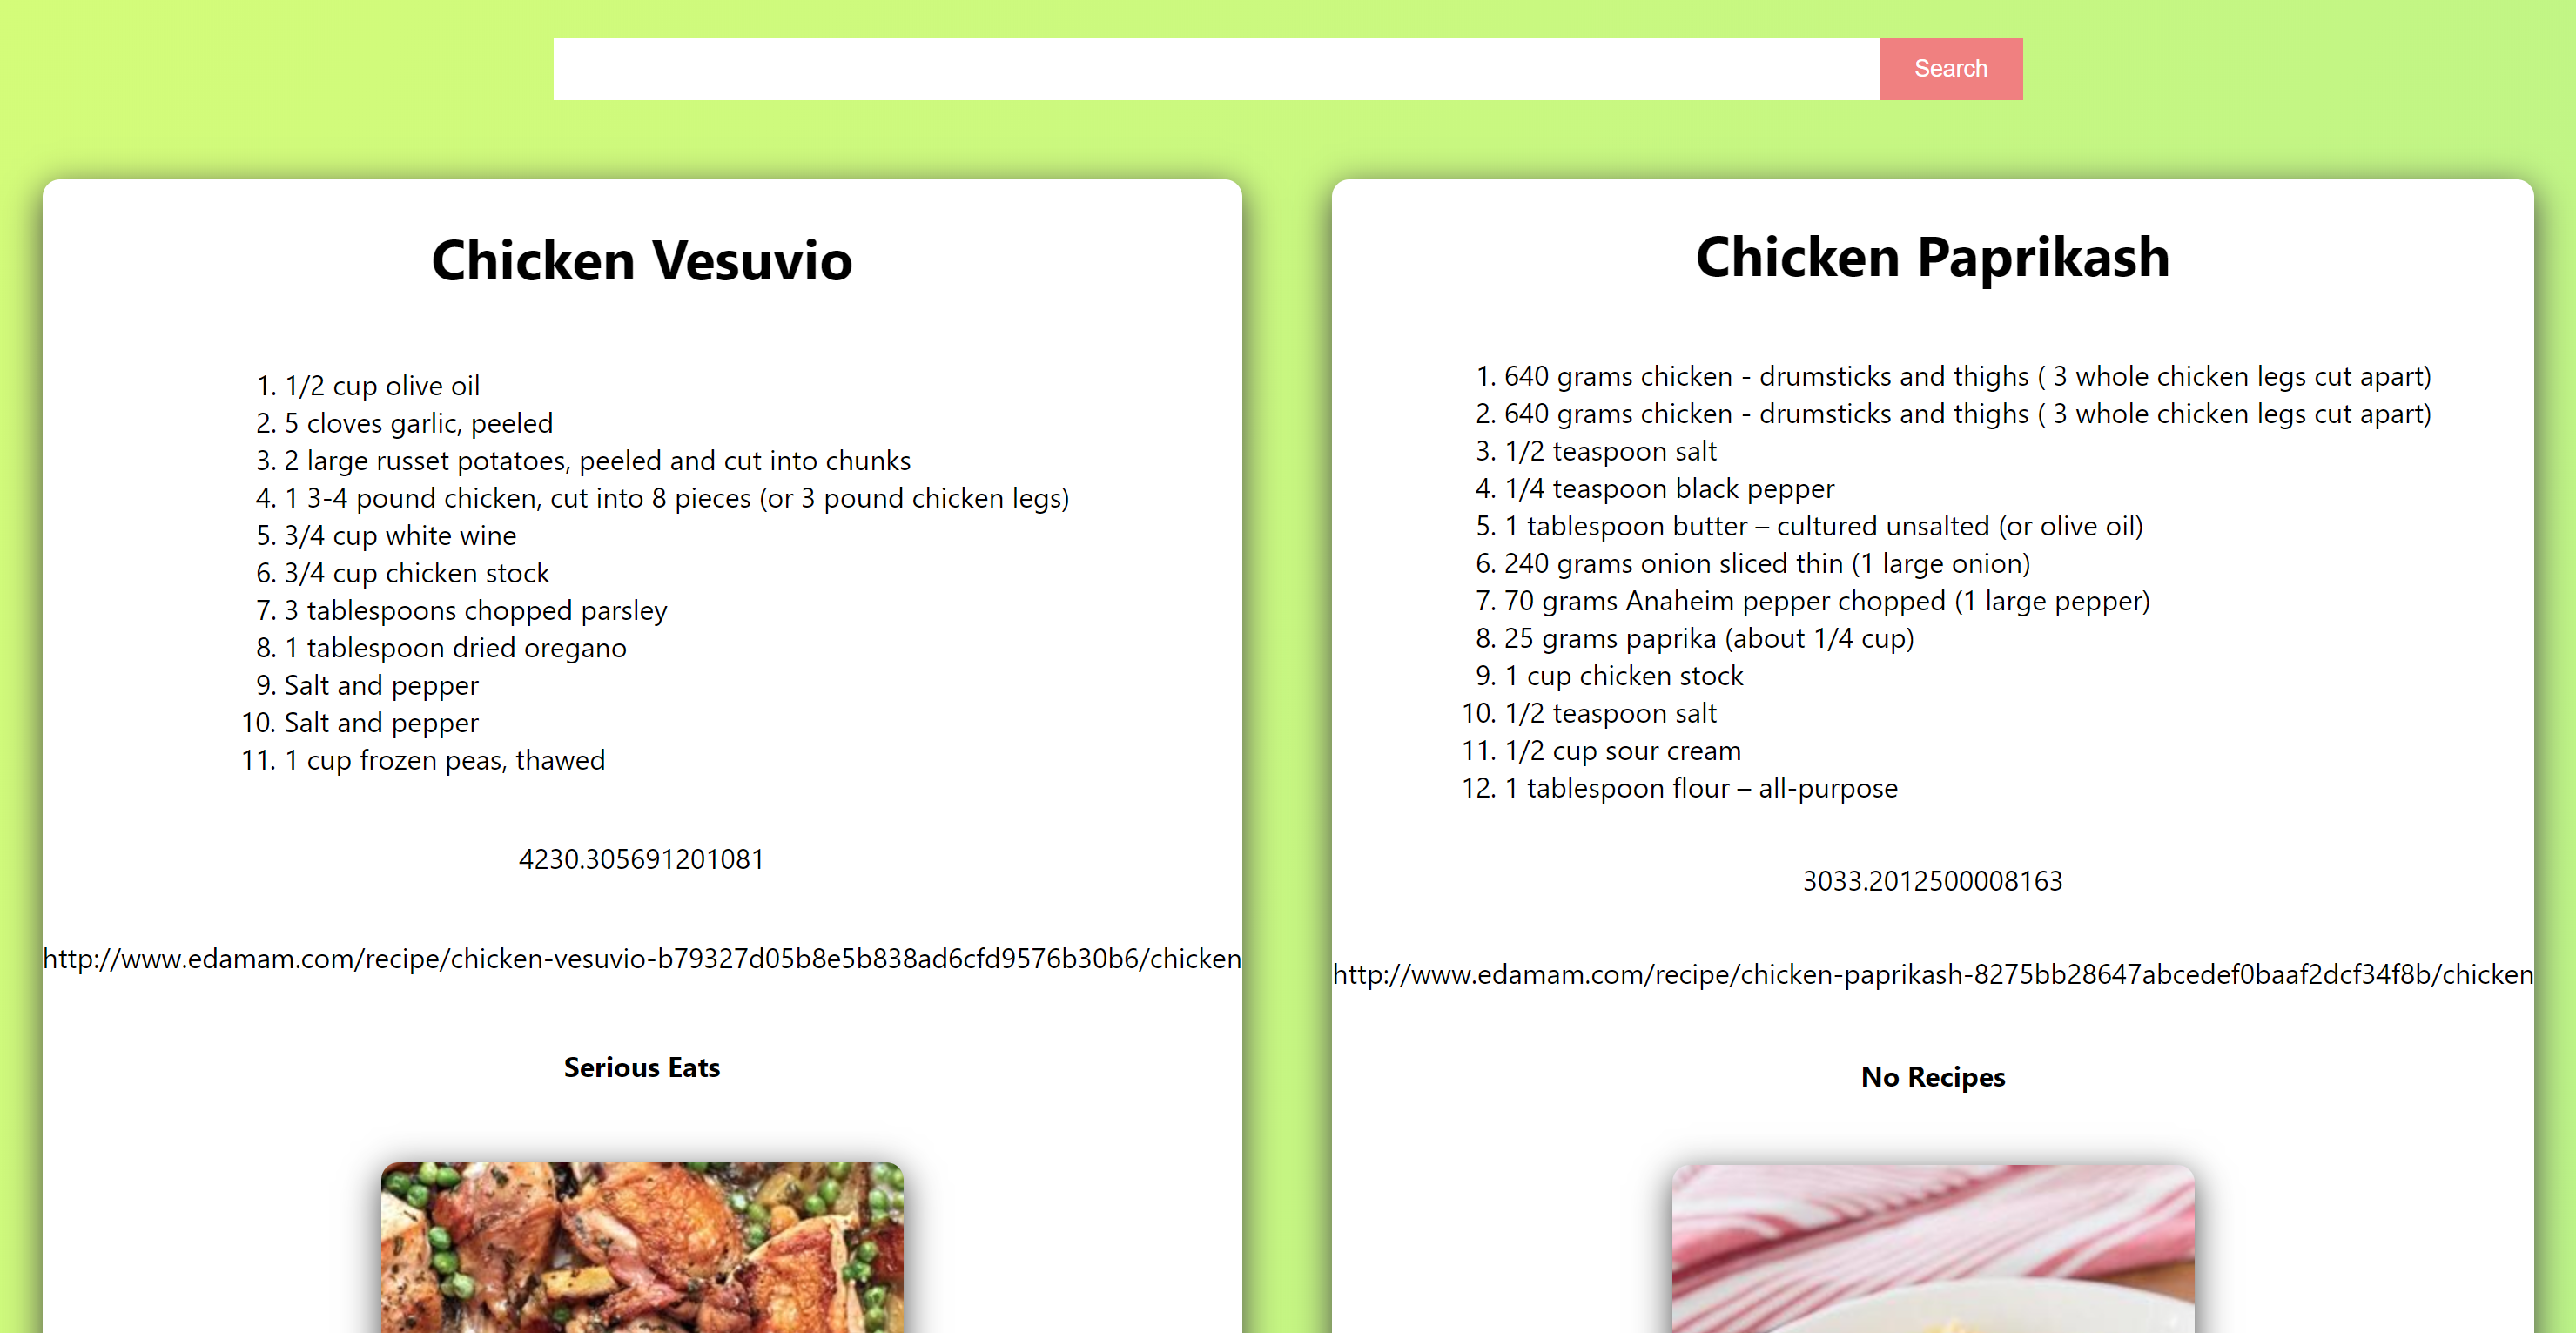 Search
Chicken Vesuvio
1. 1/2 cup olive oil
2. 5 cloves garlic, peeled
3. 2 large russet potatoes, peeled and cut into chunks
4. 1 3-4 pound chicken, cut into 8 pieces (or 3 pound chicken legs)
5. 3/4 cup white wine
6. 3/4 cup chicken stock
7. 3 tablespoons chopped parsley
8. 1 tablespoon dried oregano
9. Salt and pepper
10. Salt and pepper
11. 1 cup frozen peas, thawed
4230.305691201081
http://www.edamam.com/recipe/chicken-vesuvio-b79327d05b8e5b838ad6cfd9576b30b6/chicken
Serious Eats
Chicken Paprikash
1. 640 grams chicken - drumsticks and thighs ( 3 whole chicken legs cut apart)
2. 640 grams chicken - drumsticks and thighs ( 3 whole chicken legs cut apart)
3. 1/2 teaspoon salt
4. 1/4 teaspoon black pepper
5. 1 tablespoon butter – cultured unsalted (or olive oil)
6. 240 grams onion sliced thin (1 large onion)
7. 70 grams Anaheim pepper chopped (1 large pepper)
8. 25 grams paprika (about 1/4 cup)
9. 1 cup chicken stock
10. 1/2 teaspoon salt
11. 1/2 cup sour cream
12. 1 tablespoon flour – all-purpose
3033.2012500008163
http://www.edamam.com/recipe/chicken-paprikash-8275bb28647abcedef0baaf2dcf34f8b/chicken
No Recipes